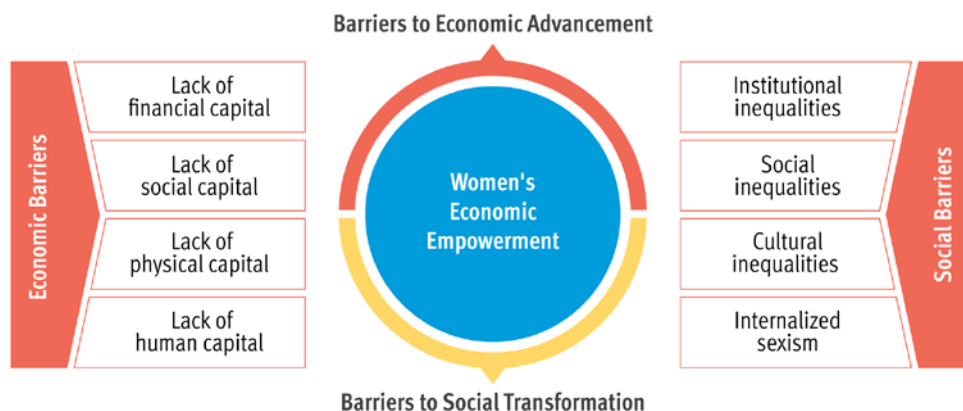 Barriers to Economic Advancement
Economic Barriers
Lack of
financial capital
Lack of
social capital
Lack of
physical capital
Lack of
human capital
Women's
Economic
Empowerment
Institutional
inequalities
Social
inequalities
Cultural
inequalities
Internalized
sexism
Social Barriers
Barriers to Social Transformation